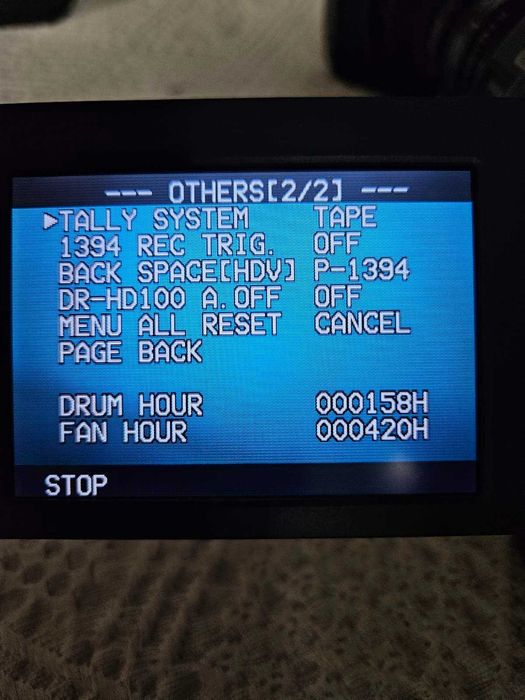 --- OTHERS[2/2] ---
▶TALLY SYSTEM TAPE
1394 REC TRIG. OFF
BACK SPACE[HDV] P-1394
DR-HD100 A.OFF OFF
MENU ALL RESET CANCEL
PAGE BACK
DRUM HOUR 000158H
FAN HOUR 000420H
STOP